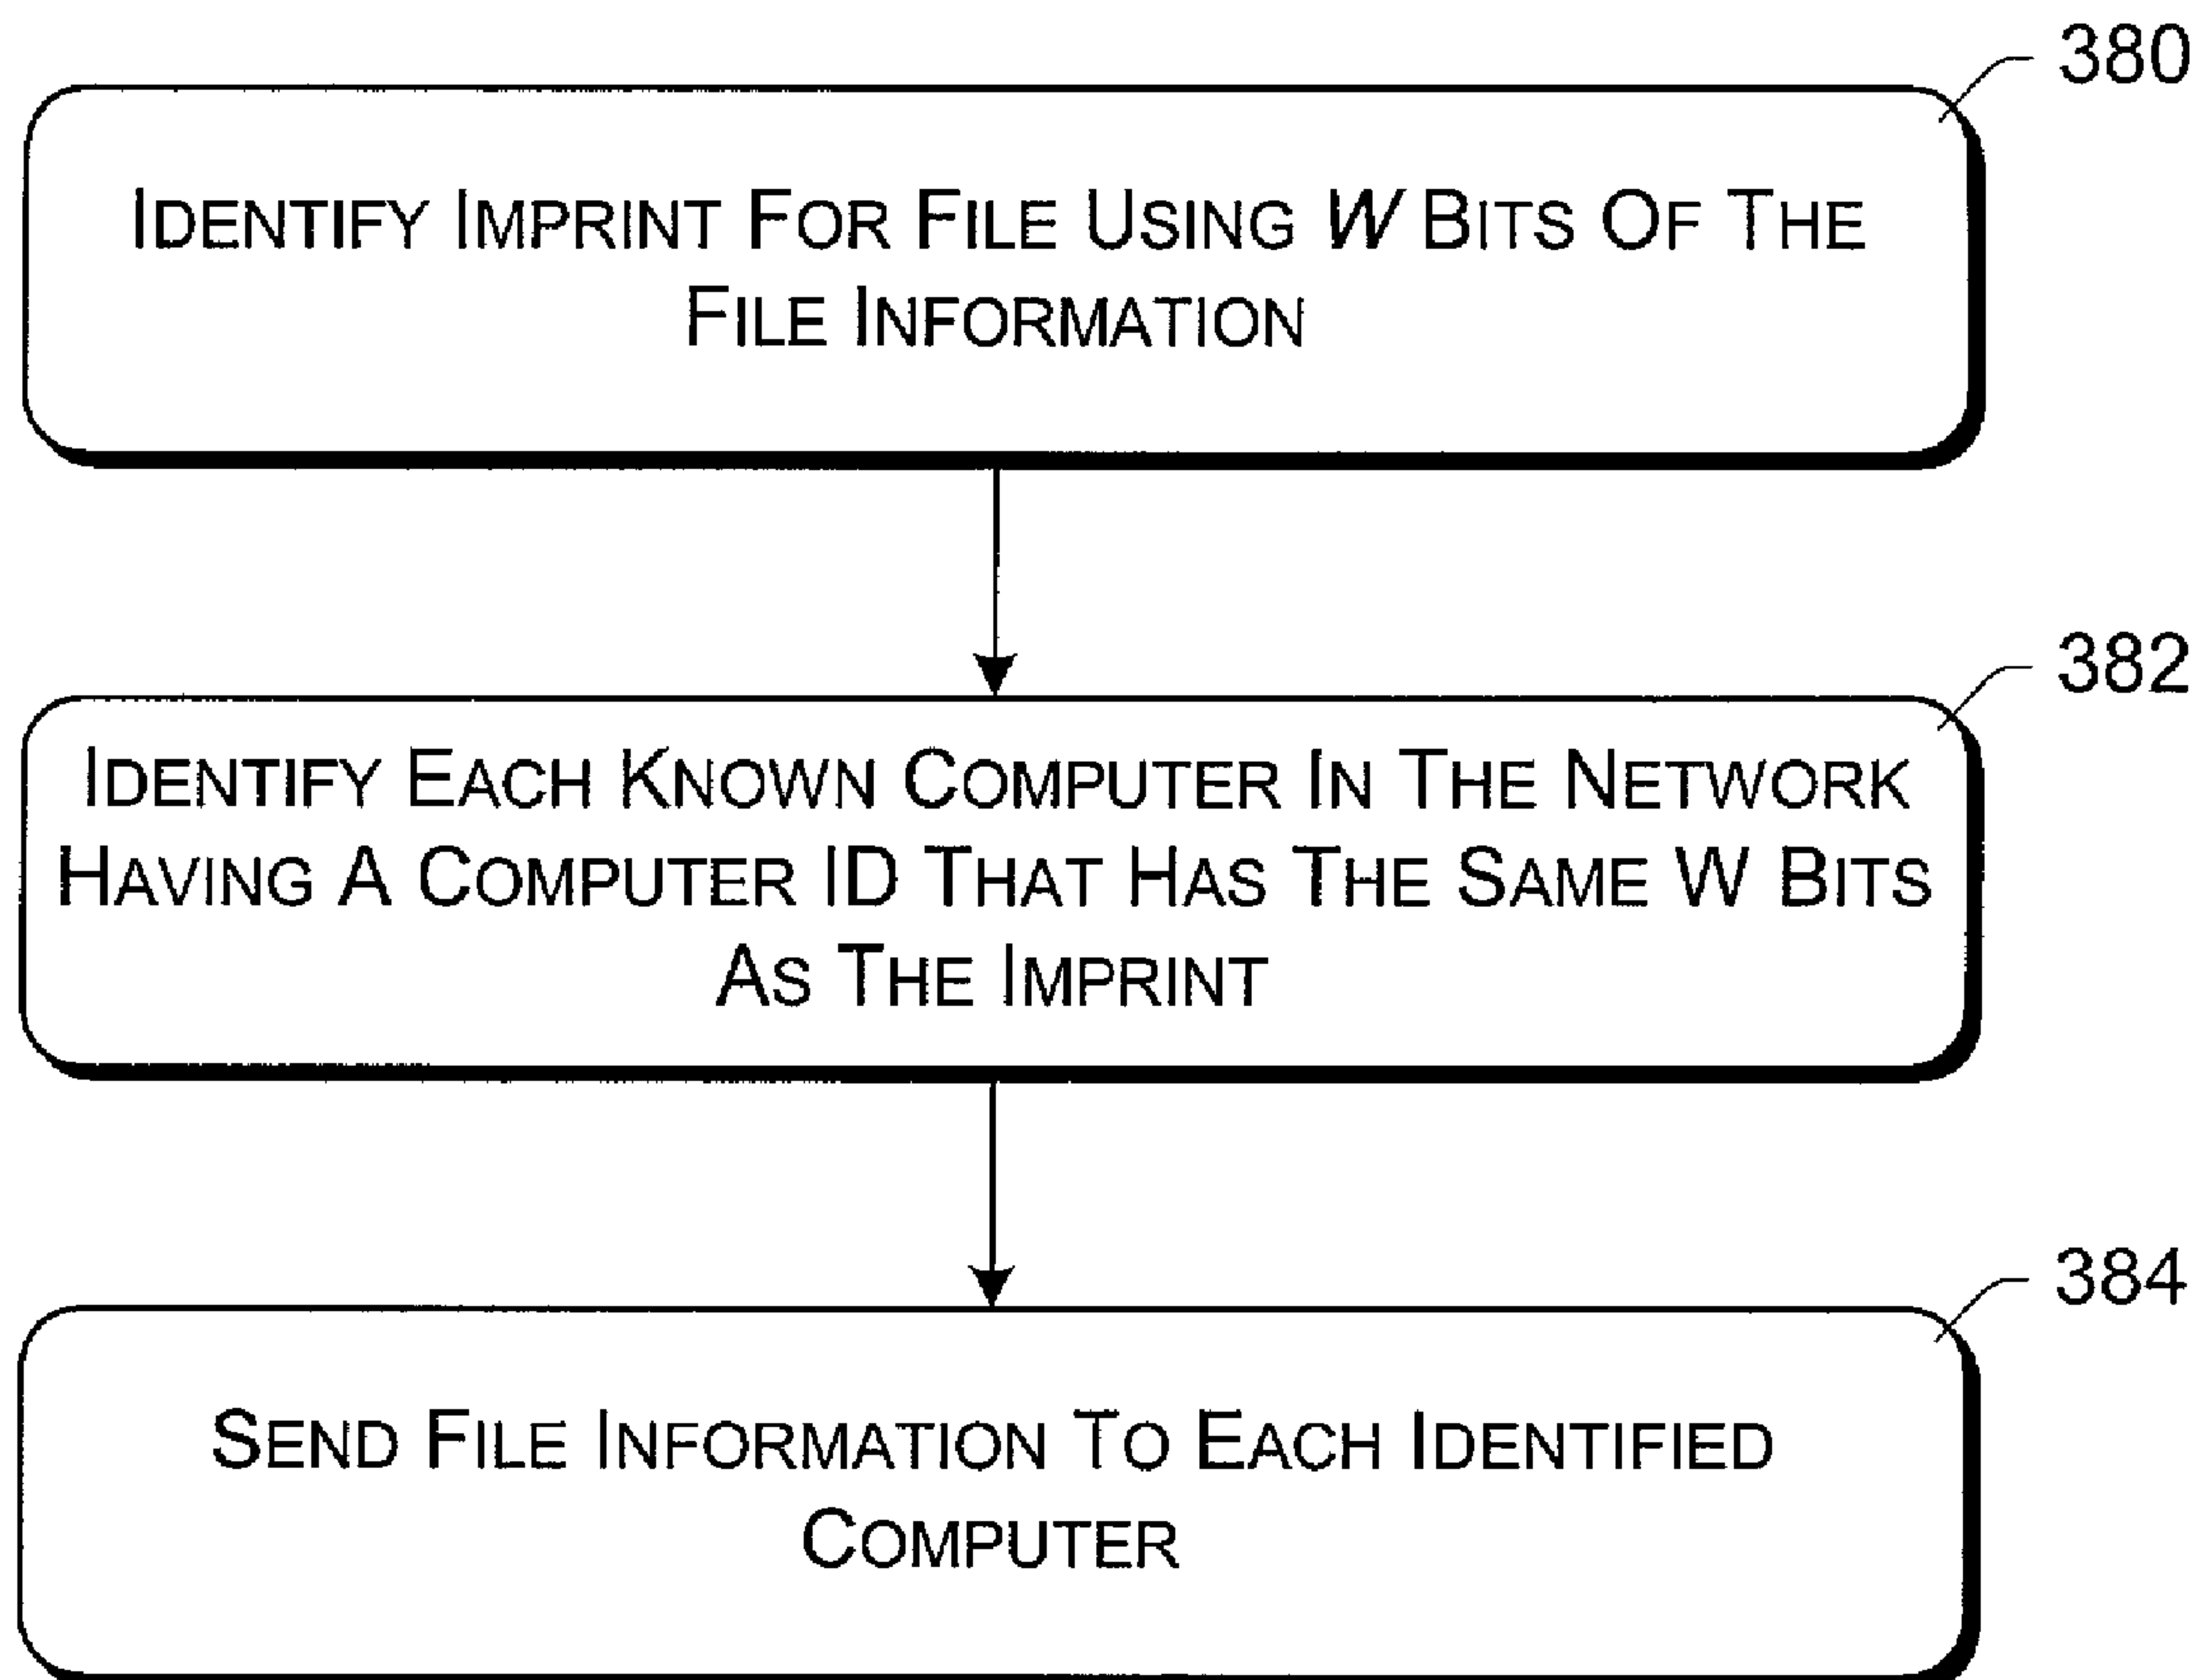 380
IDENTIFY IMPRINT FOR FILE USING W BITS OF THE
FILE INFORMATION
382
IDENTIFY EACH KNOWN COMPUTER IN THE NETWORK
HAVING A COMPUTER ID THAT HAS THE SAME W BITS
AS THE IMPRINT
384
SEND FILE INFORMATION TO EACH IDENTIFIED
COMPUTER